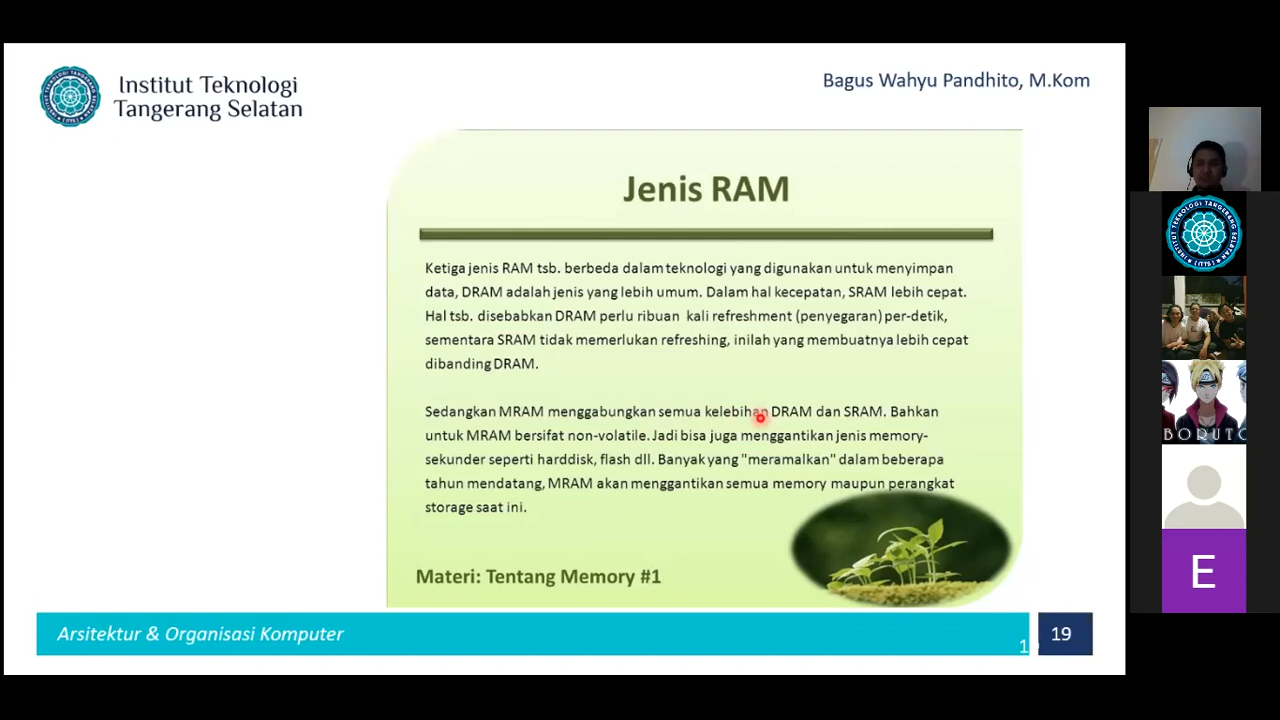 Institut Teknologi
Tangerang Selatan
Bagus Wahyu Pandhito, M.Kom
Jenis RAM
Ketiga jenis RAM tsb. berbeda dalam teknologi yang digunakan untuk menyimpan
data, DRAM adalah jenis yang lebih umum. Dalam hal kecepatan, SRAM lebih cepat.
Hal tsb. disebabkan DRAM perlu ribuan kali refreshment (penyegaran) per-detik,
sementara SRAM tidak memerlukan refreshing, inilah yang membuatnya lebih cepat
dibanding DRAM.
Sedangkan MRAM menggabungkan semua kelebihan DRAM dan SRAM. Bahkan
untuk MRAM bersifat non-volatile. Jadi bisa juga menggantikan jenis memory-
sekunder seperti harddisk, flash dll. Banyak yang "meramalkan" dalam beberapa
tahun mendatang, MRAM akan menggantikan semua memory maupun perangkat
storage saat ini.
Materi: Tentang Memory #1
Arsitektur & Organisasi Komputer
19
BORUTO
E